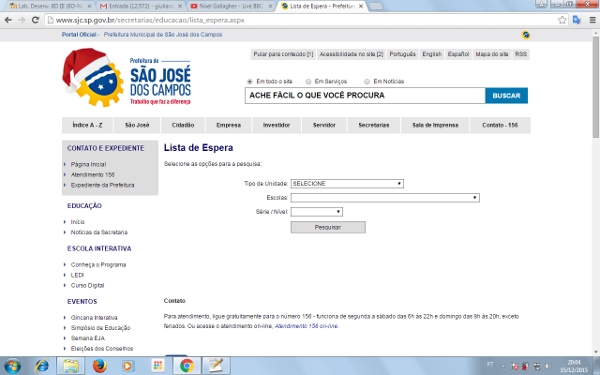 Lab. Desenv. BD III (BD-N
Entrada (12.572) - giulian
Noel Gallagher - Live BBC
Lista de Espera - Prefeitur
www.sjc.sp.gov.br/secretarias/educacao/lista_espera.aspx
Portal Oficial - Prefeitura Municipal de São José dos Campos
Pular para conteúdo [1] Acessibilidade no site [2] Português English Español Mapa do site RSS
Prefeitura de
SÃO JOSÉ
DOS CAMPOS
Trabalho que faz a diferença
Em todo o site Em Serviços Em Notícias
ACHE FÁCIL O QUE VOCÊ PROCURA BUSCAR
Índice A - Z São José Cidadão Empresa Investidor Servidor Secretarias Sala de Imprensa Contato - 156
CONTATO E EXPEDIENTE
Página Inicial
Atendimento 156
Expediente da Prefeitura
EDUCAÇÃO
Início
Notícias da Secretaria
ESCOLA INTERATIVA
Conheça o Programa
LEDI
Curso Digital
EVENTOS
Gincana Interativa
Simpósio de Educação
Semana EJA
Eleições dos Conselhos
Lista de Espera
Selecione as opções para a pesquisa:
Tipo de Unidade: SELECIONE
Escolas:
Série / Nível:
Pesquisar
Contato
Para atendimento, ligue gratuitamente para o número 156 - funciona de segunda a sábado das 6h às 22h e domingo das 8h às 20h, exceto
feriados. Ou acesse o atendimento on-line, Atendimento 156 on-line.
PT
20:04
15/12/2015